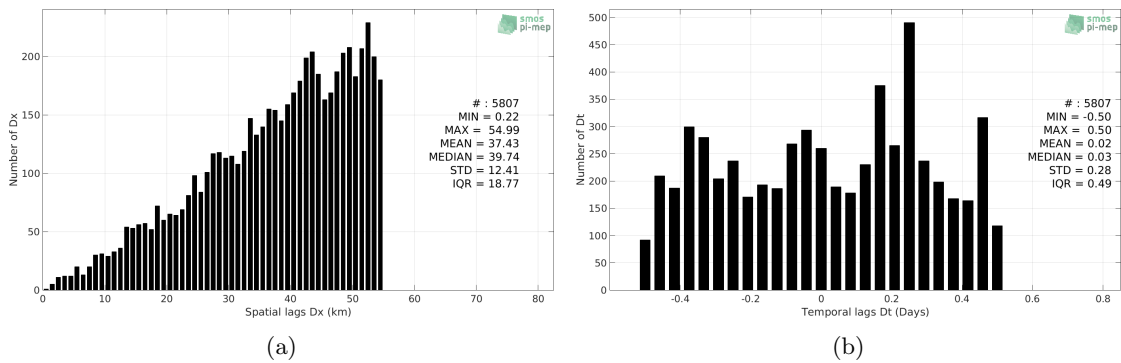 smos
pi-mep
200
150
100
50
0
Number of Dx
# : 5807
MIN = 0.22
MAX = 54.99
MEAN = 37.43
MEDIAN = 39.74
STD = 12.41
IQR = 18.77
0 10 20 30 40 50 60 70 80
Spatial lags Dx (km)
(a)
smos
pi-mep
500
450
400
350
300
250
200
150
100
50
0
Number of Dt
# : 5807
MIN = -0.50
MAX = 0.50
MEAN = 0.02
MEDIAN = 0.03
STD = 0.28
IQR = 0.49
-0.4 -0.2 0 0.2 0.4 0.6 0.8
Temporal lags Dt (Days)
(b)